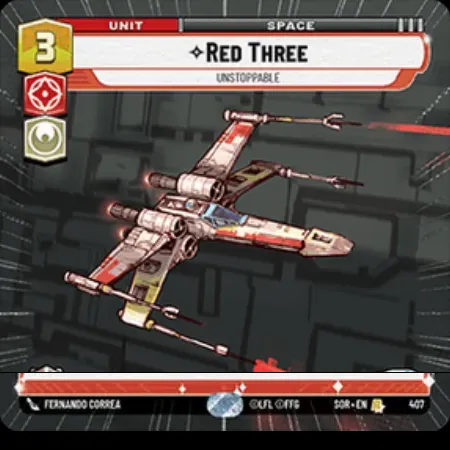 UNIT SPACE
3 RED THREE
UNSTOPPABLE
FERNANDO CORREA ©LFL ©FFG SOR • EN 407